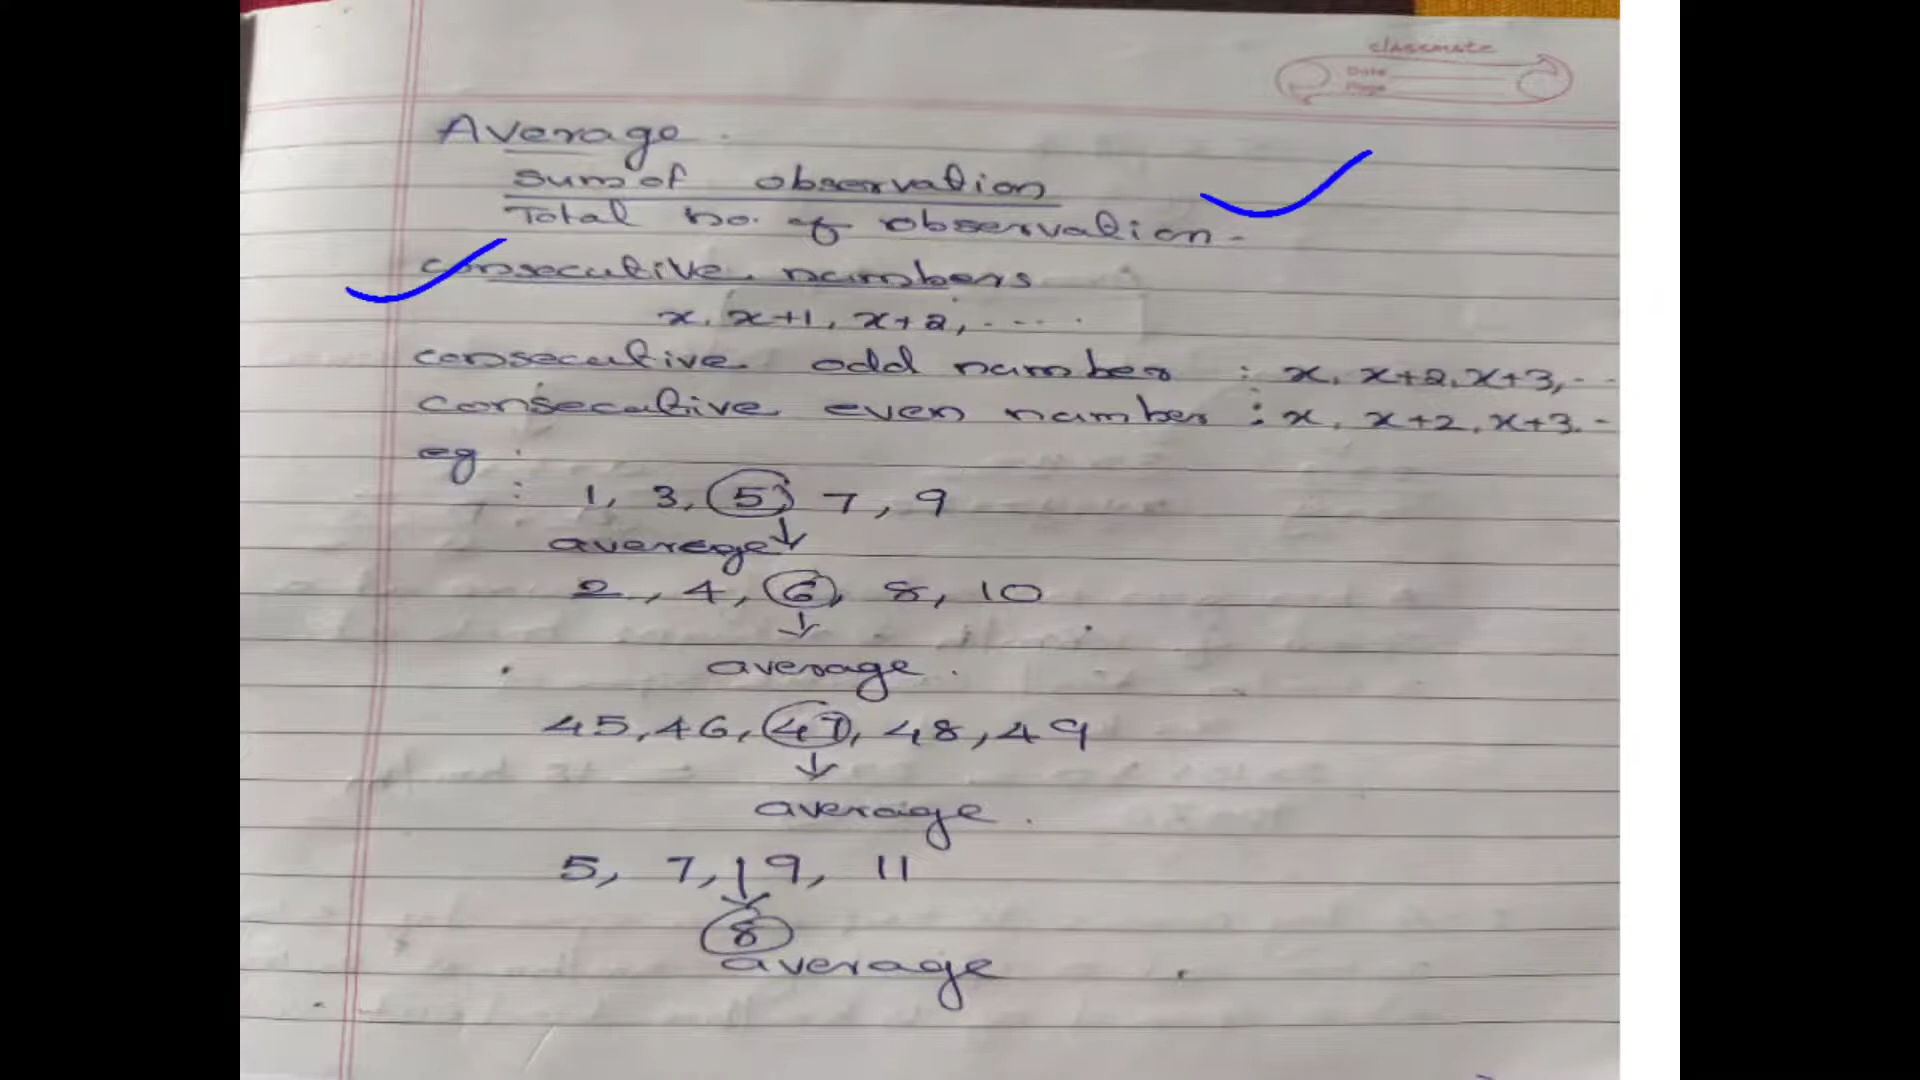 classmate
Date
Page
Average.
sum of observation
Total no. of observation.
consecutive numbers
x, x+1, x+2, ....
consecutive odd number : x, x+2, x+3, ..
consecutive even number : x, x+2, x+3. -
eg :
: 1, 3, 5, 7, 9
average
2, 4, 6, 8, 10
average.
45, 46, 47, 48, 49
average.
5, 7, 9, 11
8
average